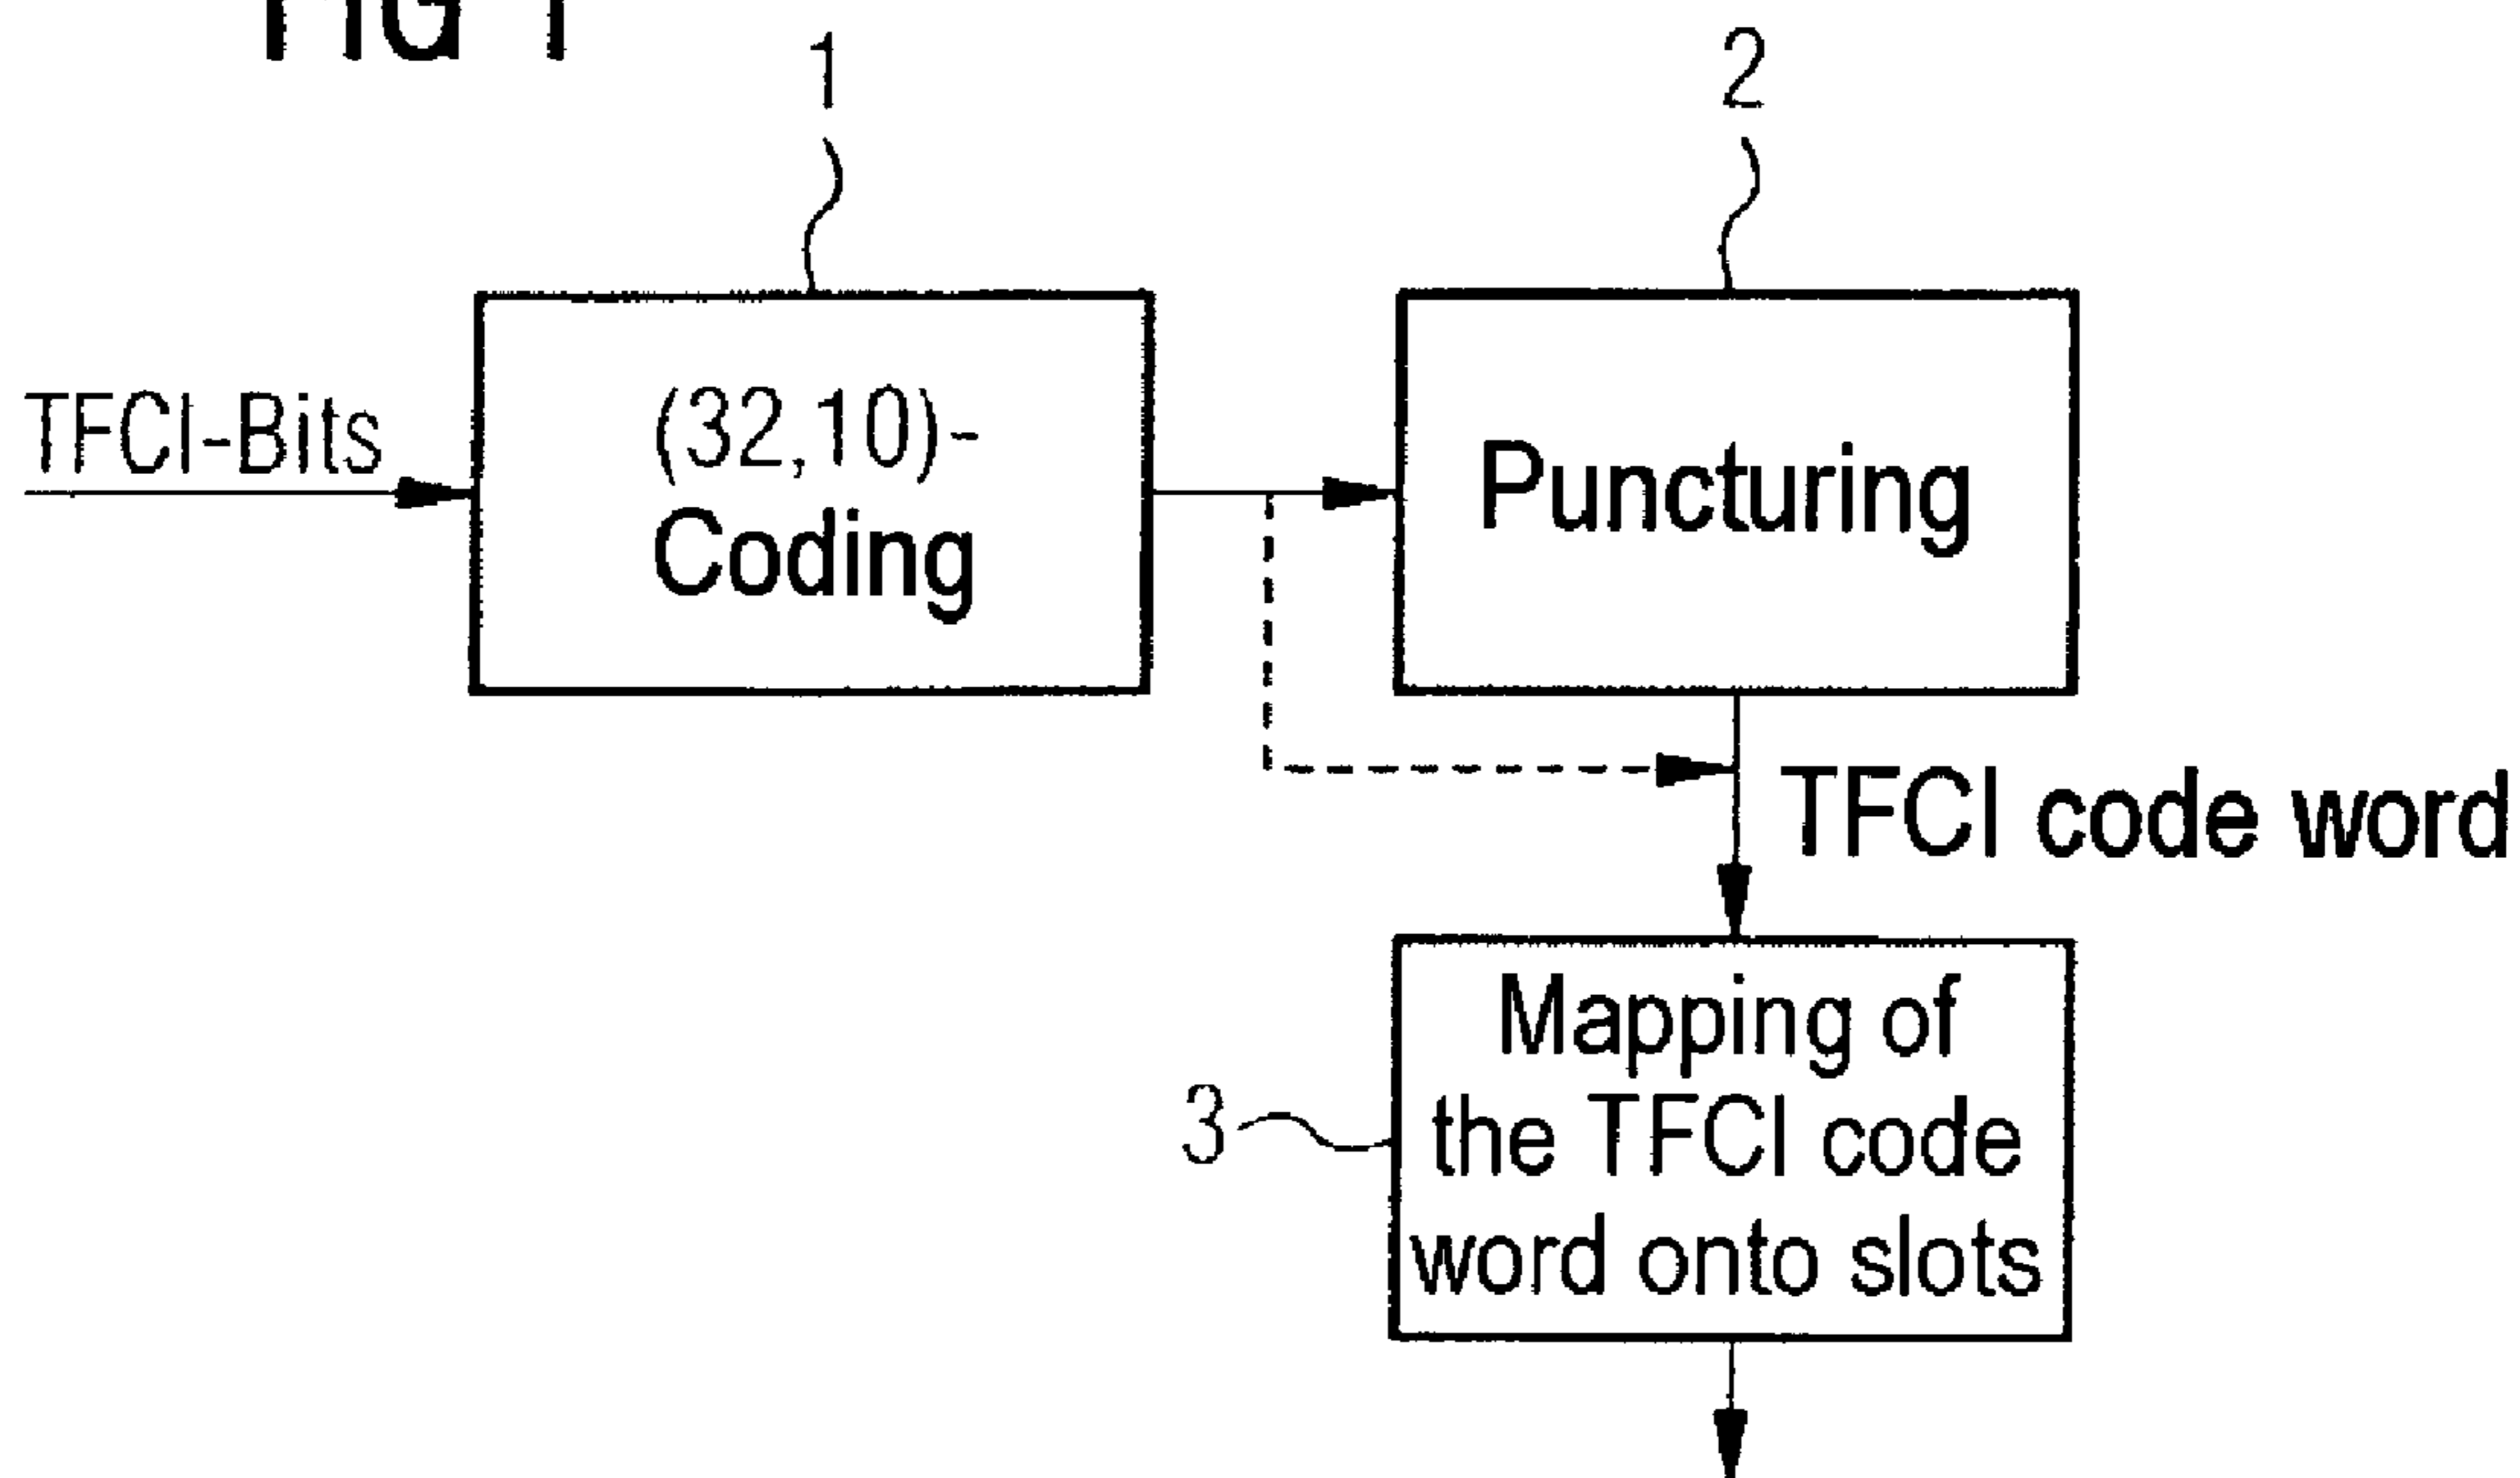 FIG 1
1
2
TFCI-Bits
(32,10)-
Coding
Puncturing
TFCI code word
Mapping of
the TFCI code
word onto slots
3